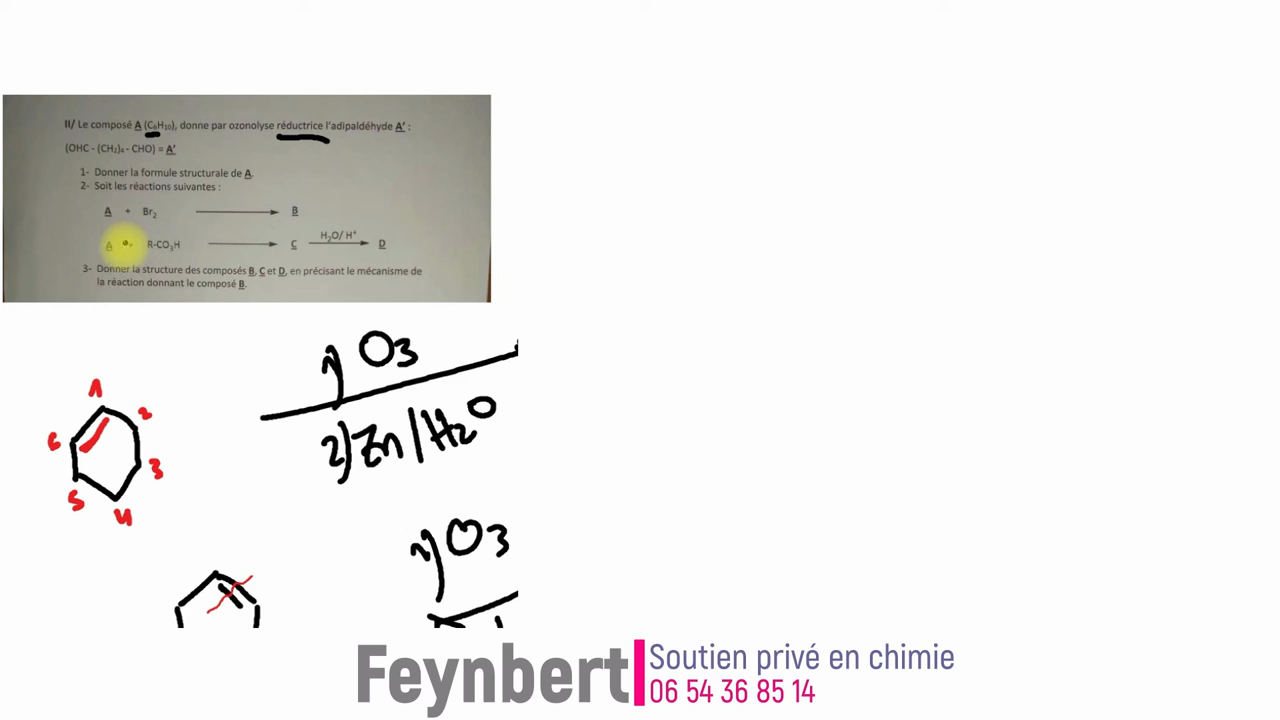 II/ Le composé A (C6H10), donne par ozonolyse réductrice l'adipaldéhyde A' :
(OHC - (CH2)4 - CHO) = A'
1- Donner la formule structurale de A.
2- Soit les réactions suivantes :
A + Br2 B
A + R-CO3H C H2O/ H+ D
3- Donner la structure des composés B, C et D, en précisant le mécanisme de
la réaction donnant le composé B.
1) O3
2) Zn/H2O
1
2
3
4
5
6
1) O3
Feynbert
Soutien privé en chimie
06 54 36 85 14